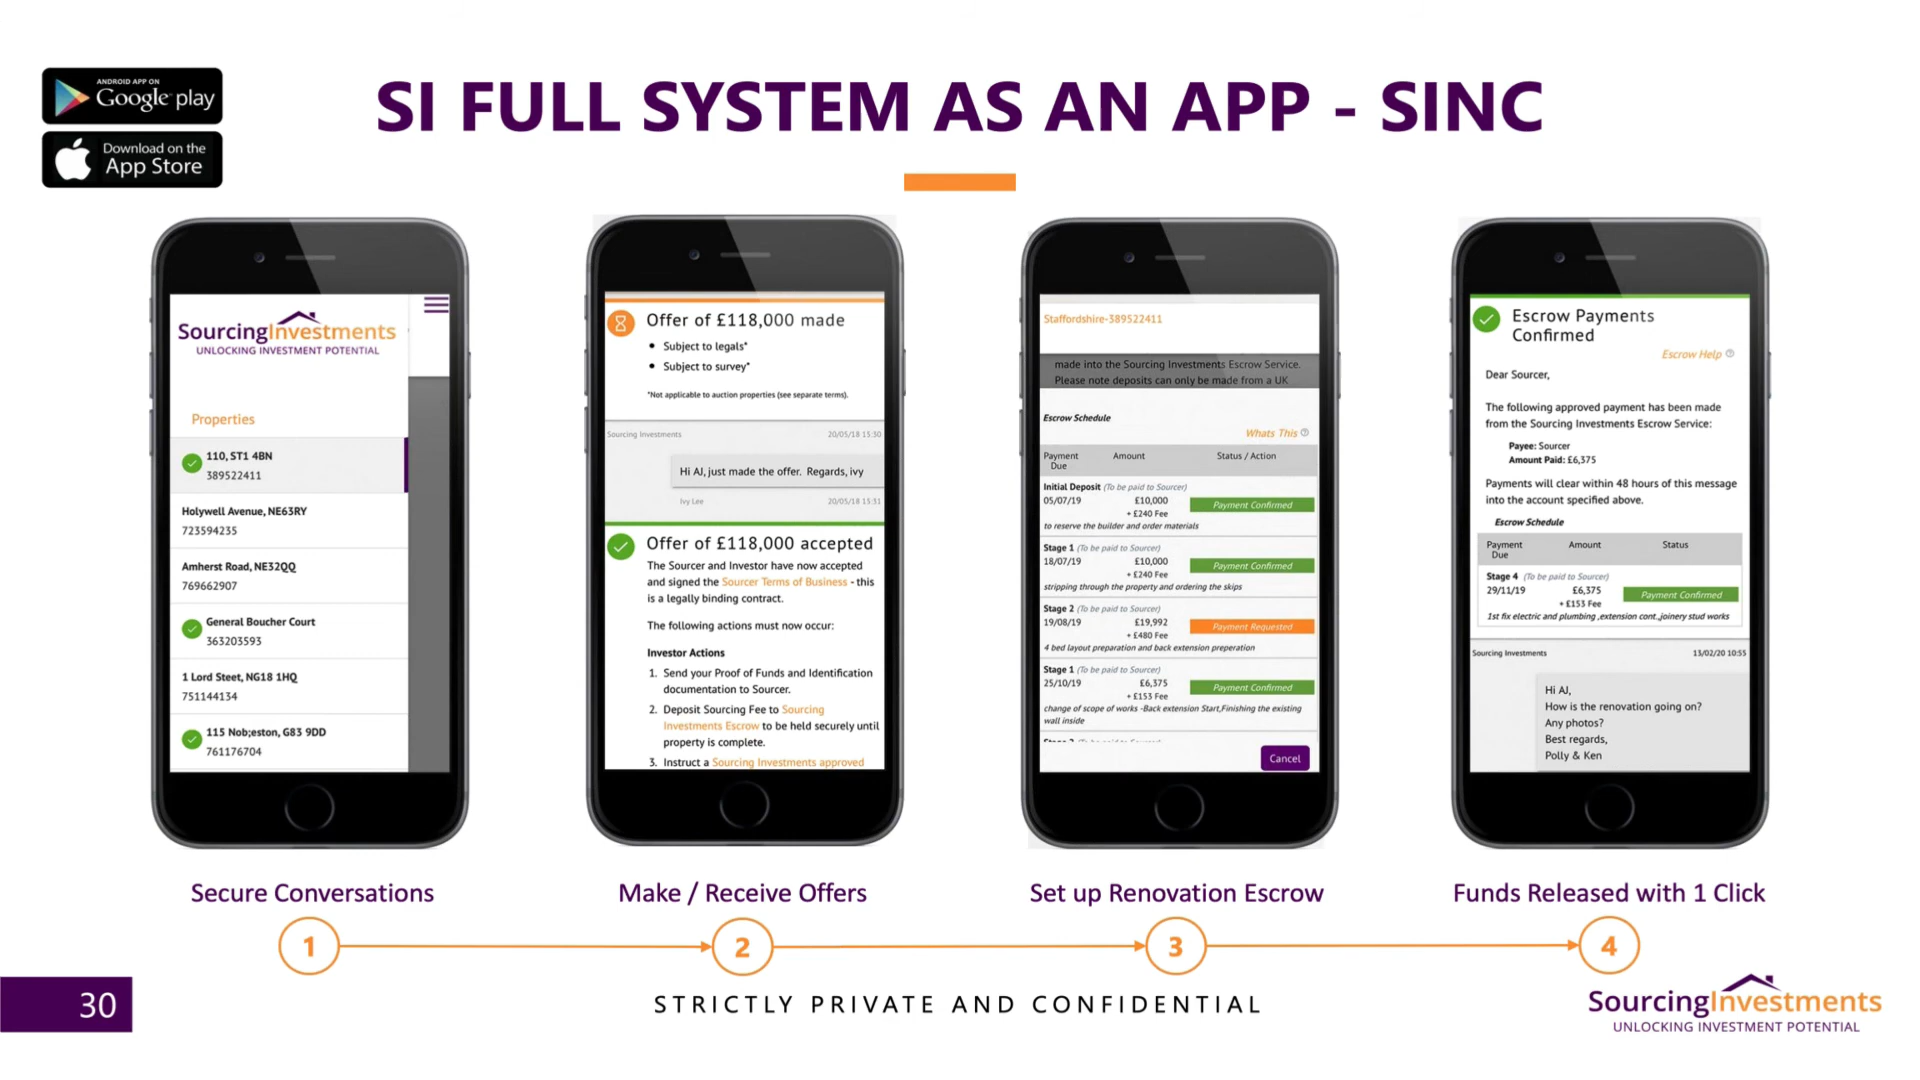 ANDROID APP ON
Google play
Download on the
App Store
SI FULL SYSTEM AS AN APP - SINC
SourcingInvestments
UNLOCKING INVESTMENT POTENTIAL
Properties
110, ST1 4BN
389522411
Holywell Avenue, NE63RY
723594235
Amherst Road, NE32QQ
769662907
General Boucher Court
363203593
1 Lord Steet, NG18 1HQ
751144134
115 Nob;eston, G83 9DD
761176704
Offer of £118,000 made
• Subject to legals*
• Subject to survey*
*Not applicable to auction properties (see separate terms).
Sourcing Investments 20/05/18 15:30
Hi AJ, just made the offer. Regards, ivy
Ivy Lee 20/05/18 15:31
Offer of £118,000 accepted
The Sourcer and Investor have now accepted
and signed the Sourcer Terms of Business - this
is a legally binding contract.
The following actions must now occur:
Investor Actions
1. Send your Proof of Funds and Identification
documentation to Sourcer.
2. Deposit Sourcing Fee to Sourcing
Investments Escrow to be held securely until
property is complete.
3. Instruct a Sourcing Investments approved
Staffordshire-389522411
made into the Sourcing Investments Escrow Service.
Please note deposits can only be made from a UK
Escrow Schedule
Whats This
Payment Due Amount Status / Action
Initial Deposit (To be paid to Sourcer)
05/07/19 £10,000 Payment Confirmed
+ £240 Fee
to reserve the builder and order materials
Stage 1 (To be paid to Sourcer)
18/07/19 £10,000 Payment Confirmed
+ £240 Fee
stripping through the property and ordering the skips
Stage 2 (To be paid to Sourcer)
19/08/19 £19,992 Payment Requested
+ £480 Fee
4 bed layout preparation and back extension preperation
Stage 1 (To be paid to Sourcer)
25/10/19 £6,375 Payment Confirmed
+ £153 Fee
change of scope of works -Back extension Start,Finishing the existing
wall inside
Cancel
Escrow Payments
Confirmed
Escrow Help
Dear Sourcer,
The following approved payment has been made
from the Sourcing Investments Escrow Service:
Payee: Sourcer
Amount Paid: £6,375
Payments will clear within 48 hours of this message
into the account specified above.
Escrow Schedule
Payment Due Amount Status
Stage 4 (To be paid to Sourcer)
29/11/19 £6,375 Payment Confirmed
+ £153 Fee
1st fix electric and plumbing ,extension cont.,joinery stud works
Sourcing Investments 13/02/20 10:55
Hi AJ,
How is the renovation going on?
Any photos?
Best regards,
Polly & Ken
Secure Conversations
Make / Receive Offers
Set up Renovation Escrow
Funds Released with 1 Click
1
2
3
4
30
STRICTLY PRIVATE AND CONFIDENTIAL
SourcingInvestments
UNLOCKING INVESTMENT POTENTIAL